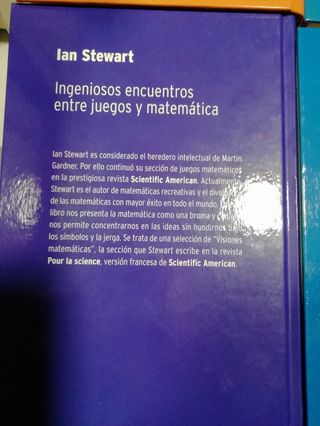 Ian Stewart
Ingeniosos encuentros
entre juegos y matemática
Ian Stewart es considerado el heredero intelectual de Martin
Gardner. Por ello continuó su sección de juegos matemáticos
en la prestigiosa revista Scientific American. Actualmente
Stewart es el autor de matemáticas recreativas y el
de las matemáticas con mayor éxito en todo el mundo.
libro nos presenta la matemática como una broma y
nos permite concentrarnos en las ideas sin hundirnos
los símbolos y la jerga. Se trata de una selección de "Visiones
matemáticas", la sección que Stewart escribe en la revista
Pour la science, versión francesa de Scientific American.